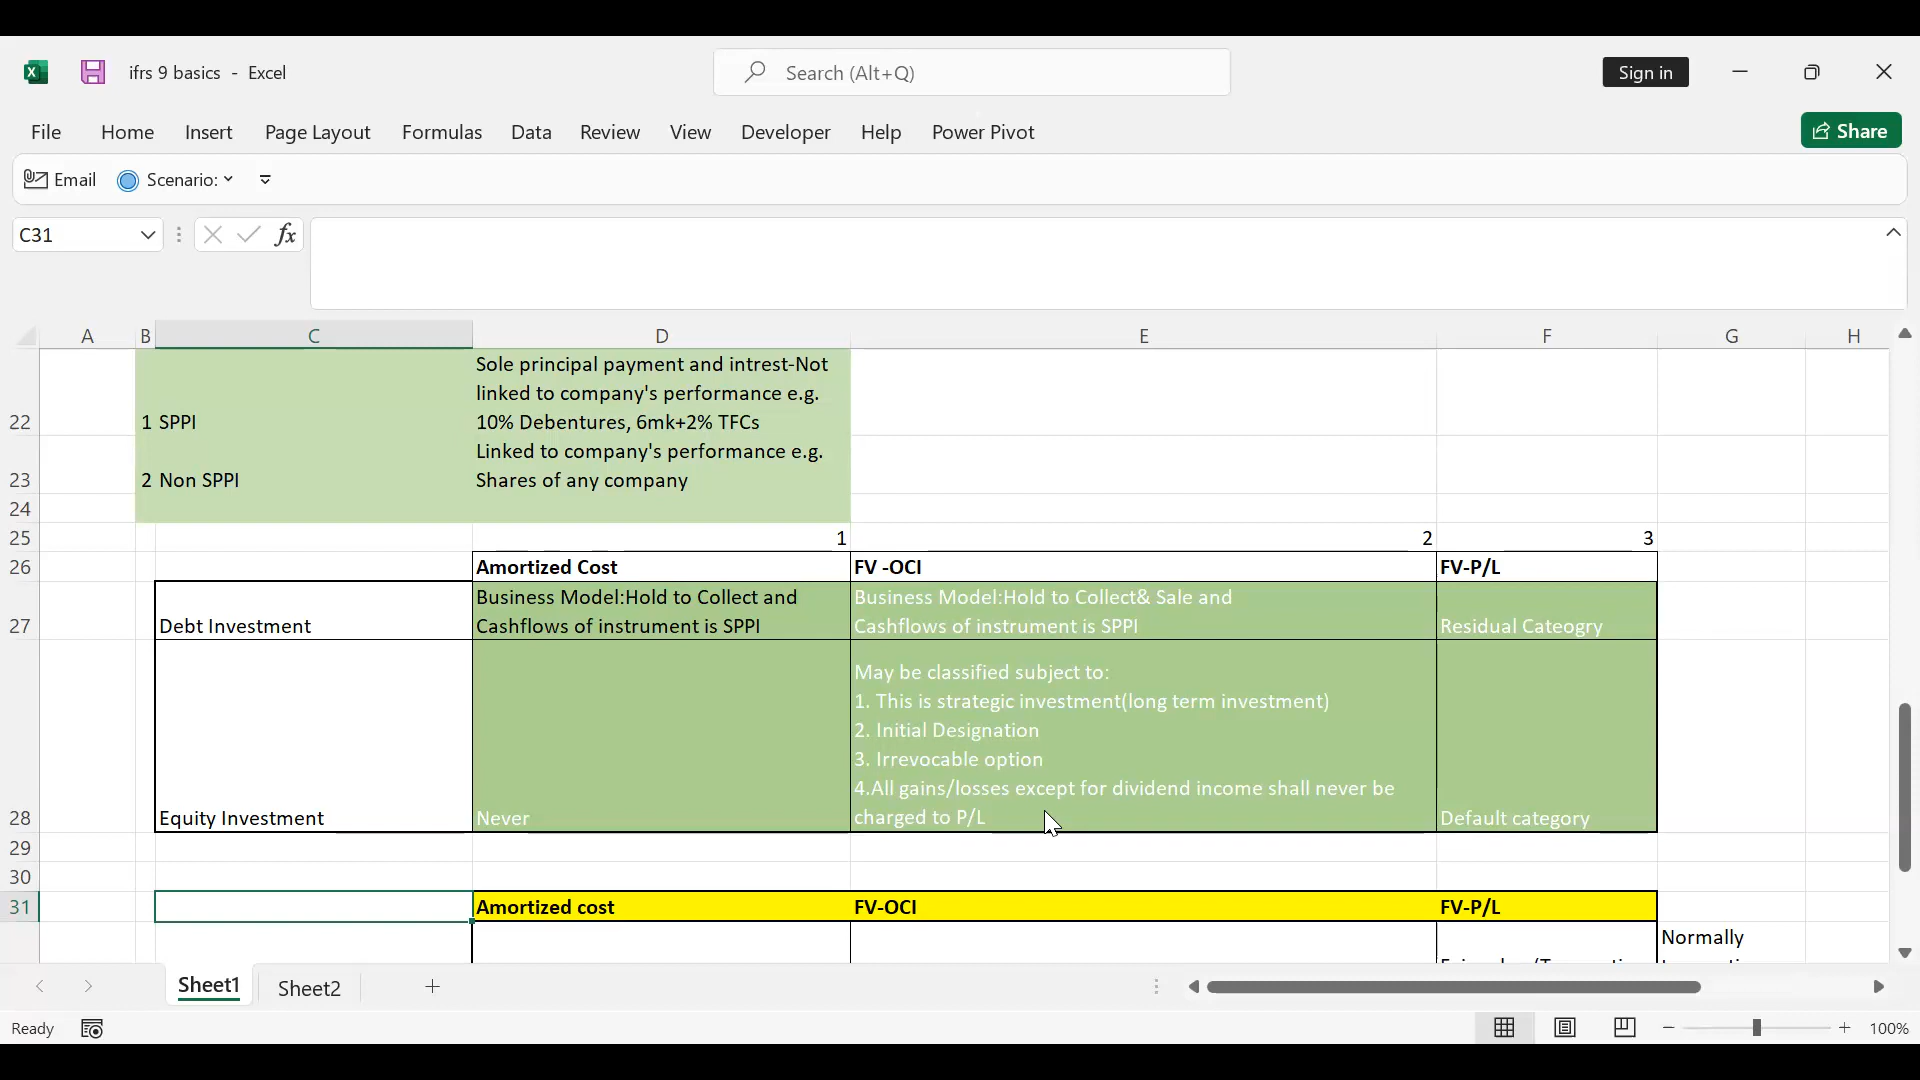 ifrs 9 basics - Excel
Search (Alt+Q)
Sign in
File Home Insert Page Layout Formulas Data Review View Developer Help Power Pivot
Share
Email Scenario:
C31
fx
A B C D E F G H
Sole principal payment and intrest-Not
linked to company's performance e.g.
22 1 SPPI 10% Debentures, 6mk+2% TFCs
Linked to company's performance e.g.
23 2 Non SPPI Shares of any company
24
25 1 2 3
26 Amortized Cost FV -OCI FV-P/L
Business Model:Hold to Collect and Business Model:Hold to Collect& Sale and
27 Debt Investment Cashflows of instrument is SPPI Cashflows of instrument is SPPI Residual Cateogry
May be classified subject to:
1. This is strategic investment(long term investment)
2. Initial Designation
3. Irrevocable option
4.All gains/losses except for dividend income shall never be
28 Equity Investment Never charged to P/L Default category
29
30
31 Amortized cost FV-OCI FV-P/L
Normally
Sheet1 Sheet2
Ready
100%